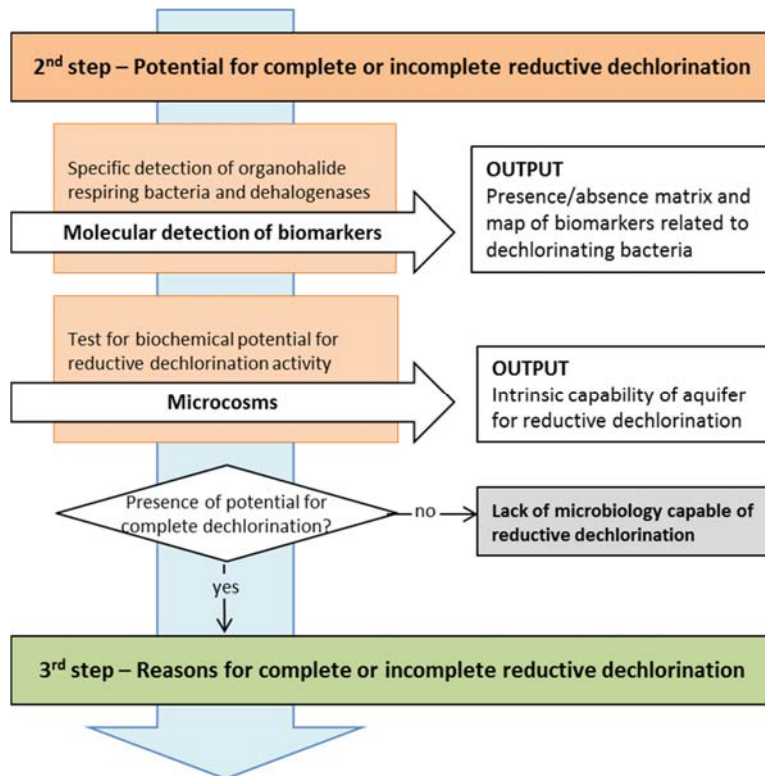 2nd step – Potential for complete or incomplete reductive dechlorination
Specific detection of organohalide
respiring bacteria and dehalogenases
Molecular detection of biomarkers
OUTPUT
Presence/absence matrix and
map of biomarkers related to
dechlorinating bacteria
Test for biochemical potential for
reductive dechlorination activity
Microcosms
OUTPUT
Intrinsic capability of aquifer
for reductive dechlorination
Presence of potential for
complete dechlorination?
no
Lack of microbiology capable of
reductive dechlorination
yes
3rd step – Reasons for complete or incomplete reductive dechlorination